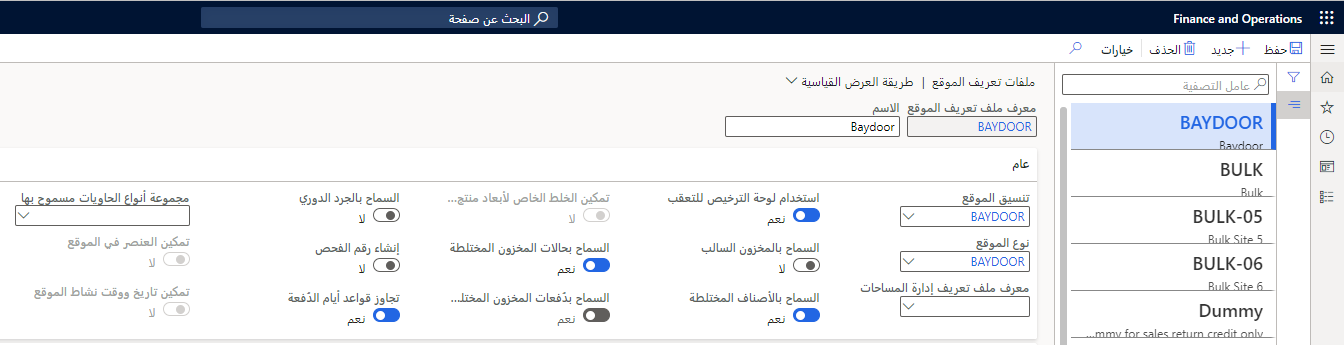 Finance and Operations
البحث عن صفحة
حفظ
جديد
الحذف
خيارات
عامل التصفية
BAYDOOR
Baydoor
BULK
Bulk
BULK-05
Bulk Site 5
BULK-06
Bulk Site 6
Dummy
...mmy for sales return credit only
ملفات تعريف الموقع | طريقة العرض القياسية
معرف ملف تعريف الموقع
BAYDOOR
الاسم
Baydoor
عام
تنسيق الموقع
BAYDOOR
نوع الموقع
BAYDOOR
معرف ملف تعريف إدارة المساحات
استخدام لوحة الترخيص للتعقب
نعم
السماح بالمخزون السالب
لا
السماح بالأصناف المختلطة
نعم
تمكين الخلط الخاص لأبعاد منتج...
لا
السماح بحالات المخزون المختلطة
نعم
السماح بدُفعات المخزون المختل...
نعم
السماح بالجرد الدوري
لا
إنشاء رقم الفحص
لا
تجاوز قواعد أيام الدُفعة
نعم
مجموعة أنواع الحاويات مسموح بها
تمكين العنصر في الموقع
لا
تمكين تاريخ ووقت نشاط الموقع
لا